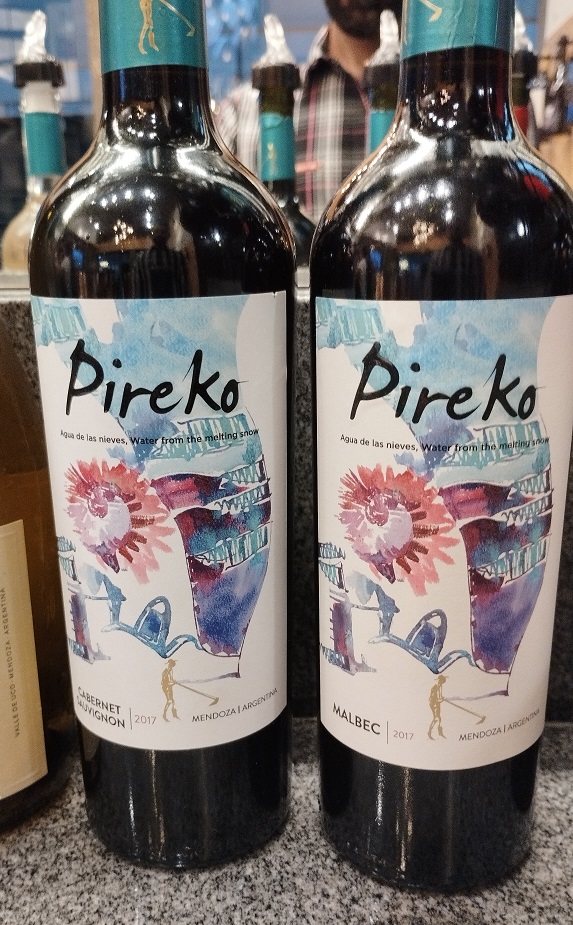 Pireko
Agua de las nieves, Water from the melting snow
CABERNET
SAUVIGNON
2017
MENDOZA | ARGENTINA
Pireko
Agua de las nieves, Water from the melting snow
MALBEC
2017
MENDOZA | ARGENTINA
VALLE DE UCO - MENDOZA ARGENTINA